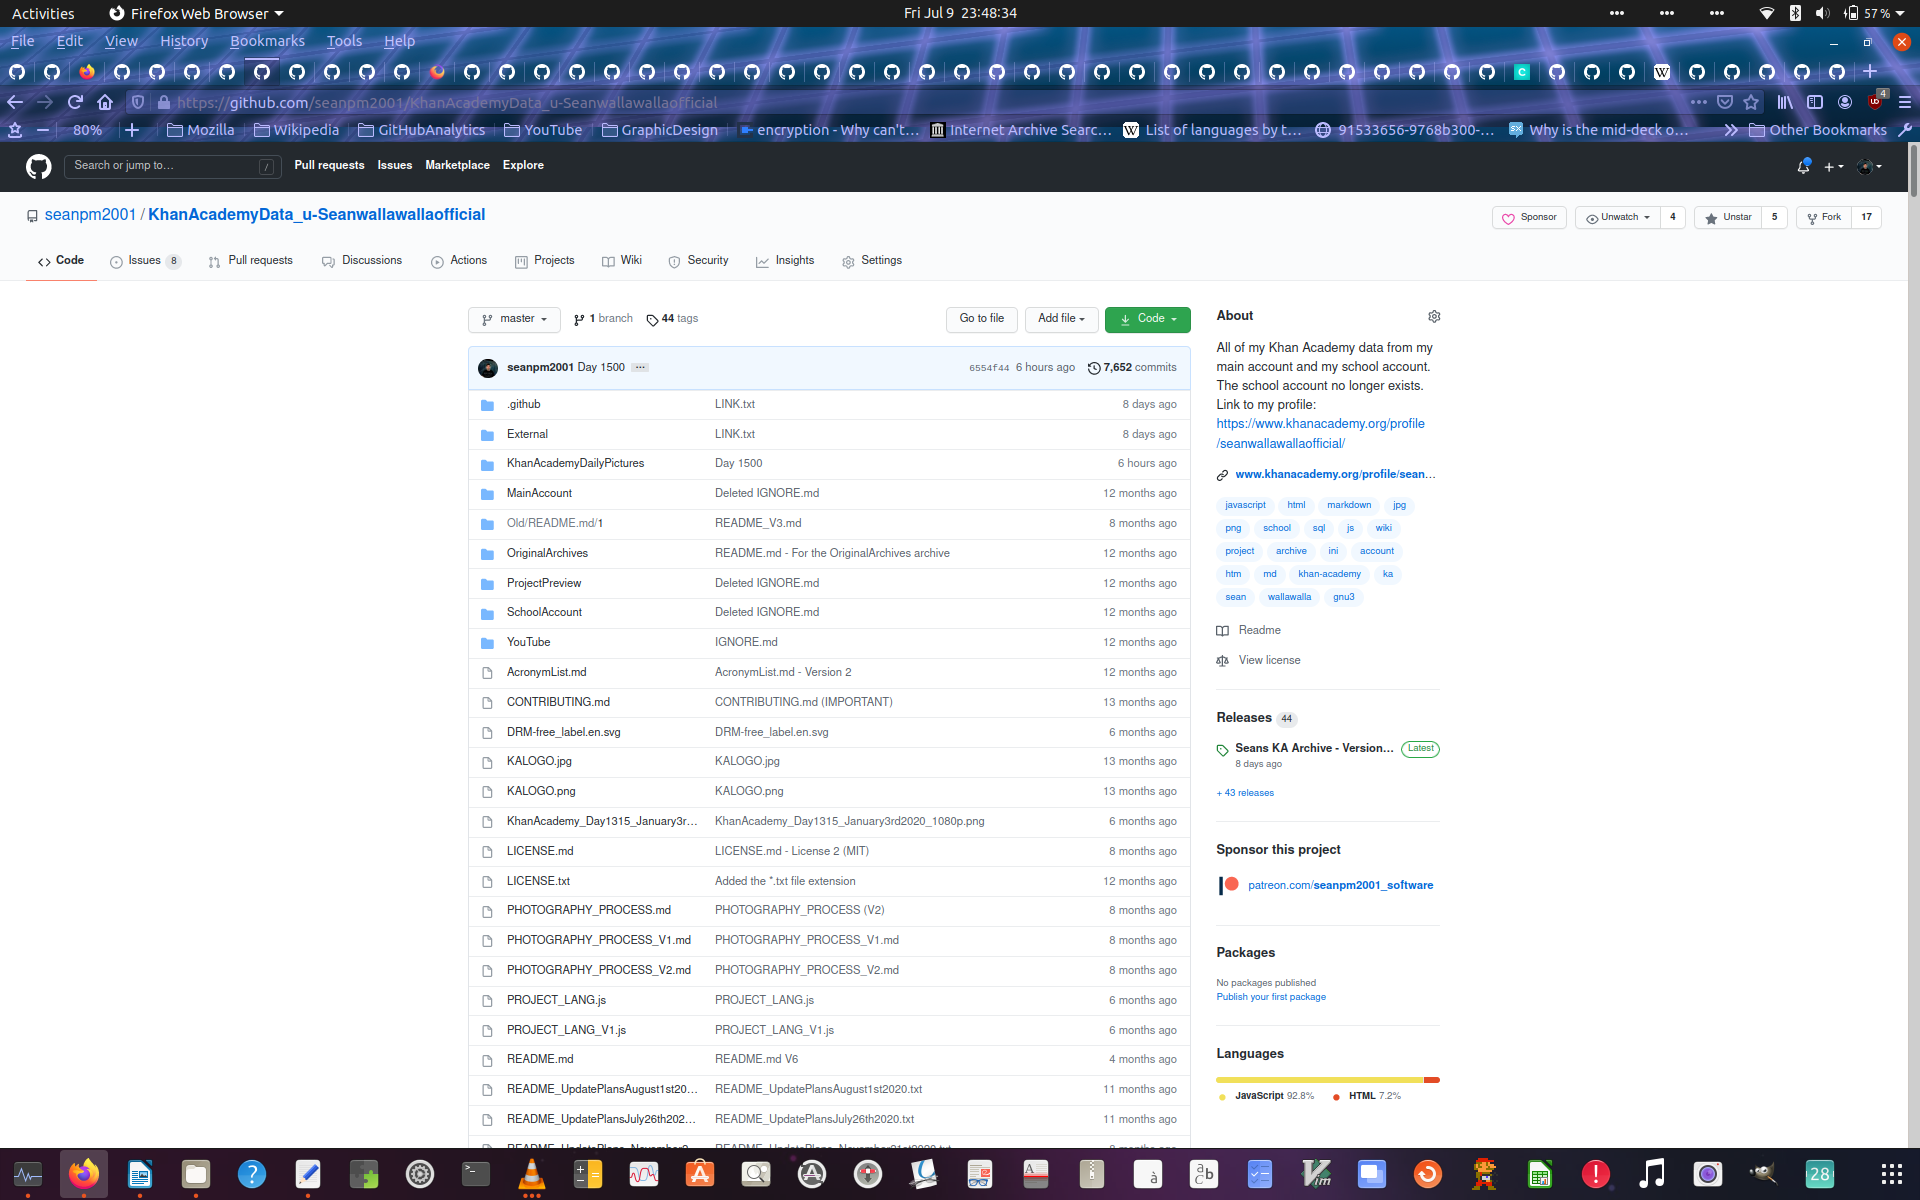 Activities Firefox Web Browser Fri Jul 9 23:48:34 57 %
File Edit View History Bookmarks Tools Help
https://github.com/seanpm2001/KhanAcademyData_u-Seanwallawallaofficial 4
80% Mozilla Wikipedia GitHubAnalytics YouTube GraphicDesign encryption - Why can't… Internet Archive Searc… List of languages by t… 91533656-9768b300-… Why is the mid-deck o… Other Bookmarks
Search or jump to… / Pull requests Issues Marketplace Explore
seanpm2001 / KhanAcademyData_u-Seanwallawallaofficial Sponsor Unwatch 4 Unstar 5 Fork 17
Code Issues 8 Pull requests Discussions Actions Projects Wiki Security Insights Settings
master 1 branch 44 tags Go to file Add file Code
seanpm2001 Day 1500 … 6554f44 6 hours ago 7,652 commits
.github LINK.txt 8 days ago
External LINK.txt 8 days ago
KhanAcademyDailyPictures Day 1500 6 hours ago
MainAccount Deleted IGNORE.md 12 months ago
Old/README.md/1 README_V3.md 8 months ago
OriginalArchives README.md - For the OriginalArchives archive 12 months ago
ProjectPreview Deleted IGNORE.md 12 months ago
SchoolAccount Deleted IGNORE.md 12 months ago
YouTube IGNORE.md 12 months ago
AcronymList.md AcronymList.md - Version 2 12 months ago
CONTRIBUTING.md CONTRIBUTING.md (IMPORTANT) 13 months ago
DRM-free_label.en.svg DRM-free_label.en.svg 6 months ago
KALOGO.jpg KALOGO.jpg 13 months ago
KALOGO.png KALOGO.png 13 months ago
KhanAcademy_Day1315_January3r… KhanAcademy_Day1315_January3rd2020_1080p.png 6 months ago
LICENSE.md LICENSE.md - License 2 (MIT) 8 months ago
LICENSE.txt Added the *.txt file extension 12 months ago
PHOTOGRAPHY_PROCESS.md PHOTOGRAPHY_PROCESS (V2) 8 months ago
PHOTOGRAPHY_PROCESS_V1.md PHOTOGRAPHY_PROCESS_V1.md 8 months ago
PHOTOGRAPHY_PROCESS_V2.md PHOTOGRAPHY_PROCESS_V2.md 8 months ago
PROJECT_LANG.js PROJECT_LANG.js 6 months ago
PROJECT_LANG_V1.js PROJECT_LANG_V1.js 6 months ago
README.md README.md V6 4 months ago
README_UpdatePlansAugust1st20… README_UpdatePlansAugust1st2020.txt 11 months ago
README_UpdatePlansJuly26th202… README_UpdatePlansJuly26th2020.txt 11 months ago
About
All of my Khan Academy data from my
main account and my school account.
The school account no longer exists.
Link to my profile:
https://www.khanacademy.org/profile
/seanwallawallaofficial/
www.khanacademy.org/profile/sean…
javascript html markdown jpg
png school sql js wiki
project archive ini account
htm md khan-academy ka
sean wallawalla gnu3
Readme
View license
Releases 44
Seans KA Archive - Version… Latest
8 days ago
+ 43 releases
Sponsor this project
patreon.com/seanpm2001_software
Packages
No packages published
Publish your first package
Languages
JavaScript 92.8% HTML 7.2%
28